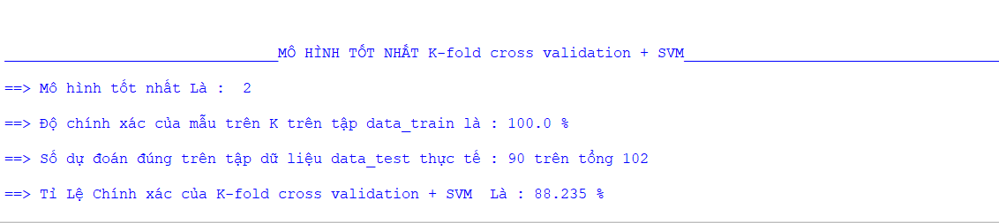 _______________________________MÔ HÌNH TỐT NHẤT K-fold cross validation + SVM____________________________________
==> Mô hình tốt nhất Là :  2
==> Độ chính xác của mẫu trên K trên tập data_train là : 100.0 %
==> Số dự đoán đúng trên tập dữ liệu data_test thực tế : 90 trên tổng 102
==> Tỉ Lệ Chính xác của K-fold cross validation + SVM  Là : 88.235 %